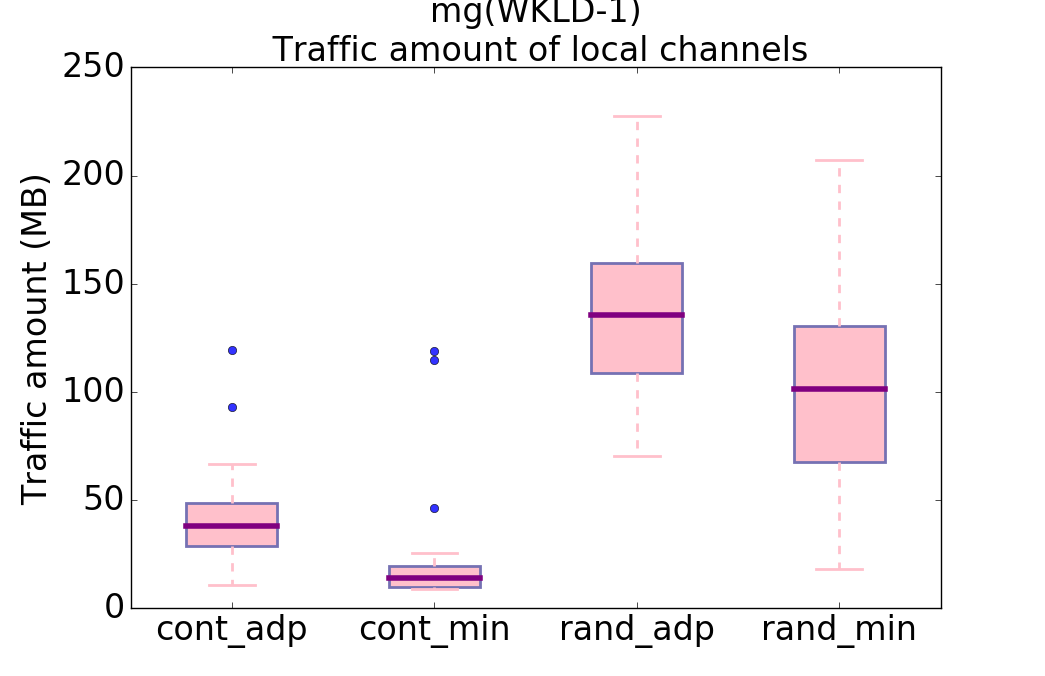 mg(WKLD-1)
Traffic amount of local channels
Traffic amount (MB)
250
200
150
100
50
0
cont_adp cont_min rand_adp rand_min